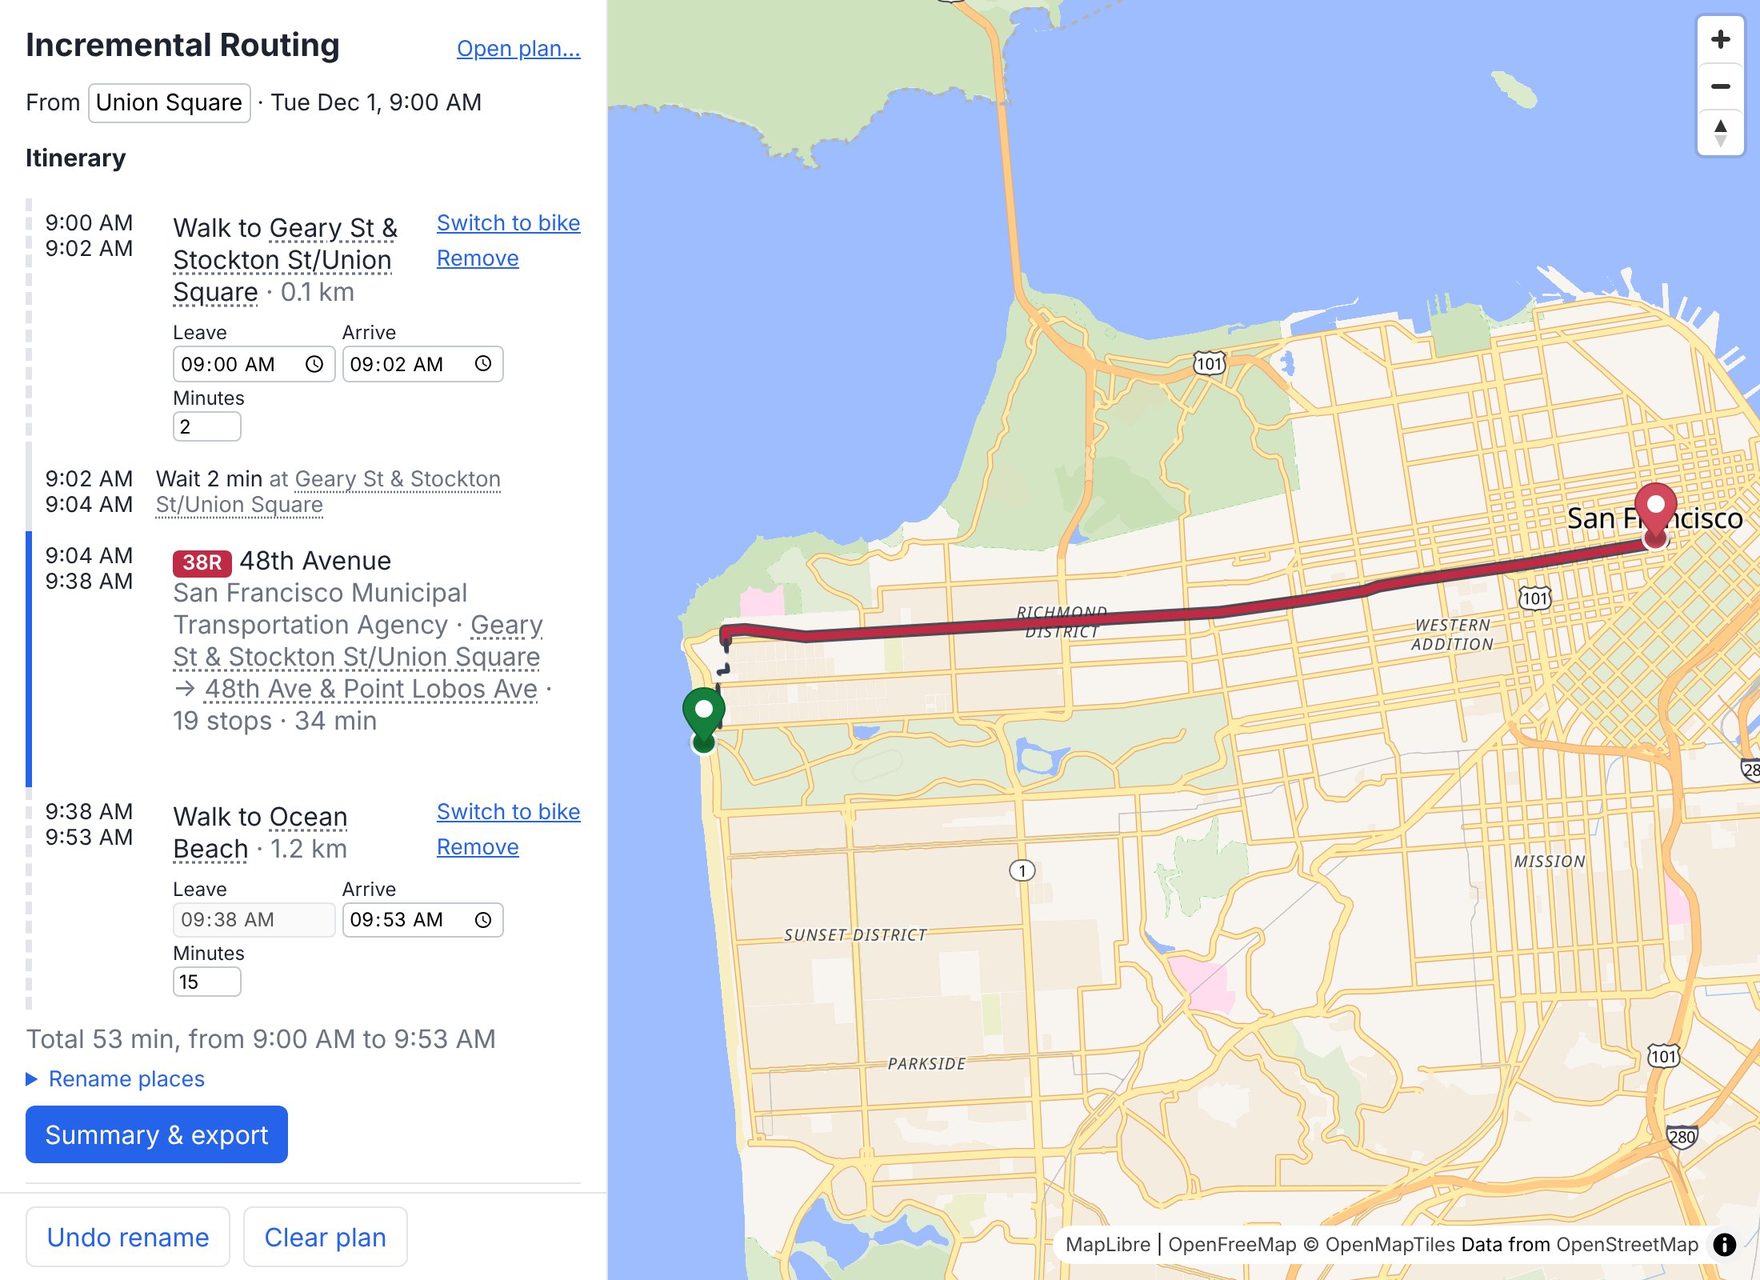 Incremental Routing
Open plan...
From Union Square · Tue Dec 1, 9:00 AM
Itinerary
9:00 AM
9:02 AM
Walk to Geary St &
Stockton St/Union
Square · 0.1 km
Switch to bike
Remove
Leave
Arrive
09:00 AM
09:02 AM
Minutes
2
9:02 AM
9:04 AM
Wait 2 min at Geary St & Stockton
St/Union Square
9:04 AM
9:38 AM
38R 48th Avenue
San Francisco Municipal
Transportation Agency · Geary
St & Stockton St/Union Square
→ 48th Ave & Point Lobos Ave ·
19 stops · 34 min
9:38 AM
9:53 AM
Walk to Ocean
Beach · 1.2 km
Switch to bike
Remove
Leave
Arrive
09:38 AM
09:53 AM
Minutes
15
Total 53 min, from 9:00 AM to 9:53 AM
Rename places
Summary & export
Undo rename
Clear plan
101
San Francisco
RICHMOND
DISTRICT
101
WESTERN
ADDITION
28
1
MISSION
SUNSET DISTRICT
PARKSIDE
101
280
MapLibre | OpenFreeMap © OpenMapTiles Data from OpenStreetMap